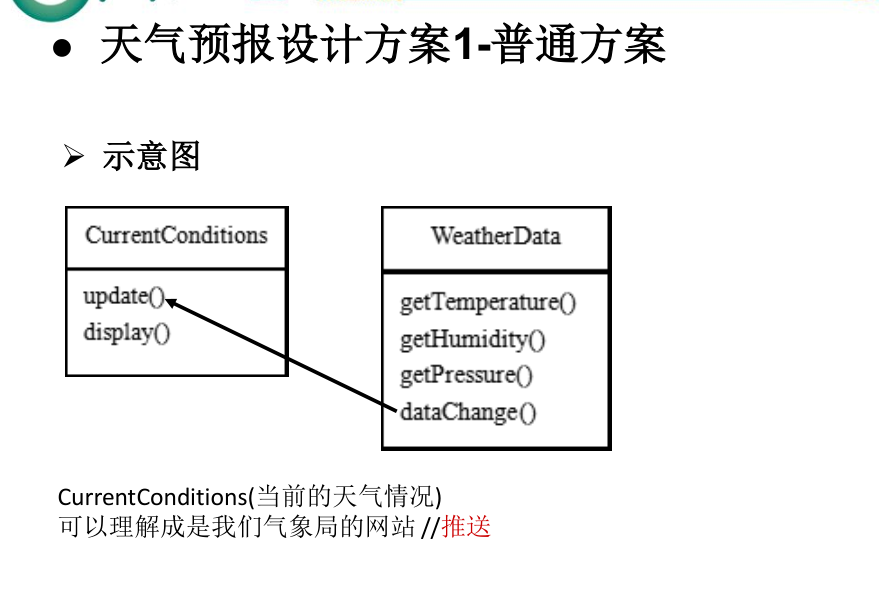 ● 天气预报设计方案1-普通方案
➢ 示意图
CurrentConditions
update()
display()
WeatherData
getTemperature()
getHumidity()
getPressure()
dataChange()
CurrentConditions(当前的天气情况)
可以理解成是我们气象局的网站 //推送